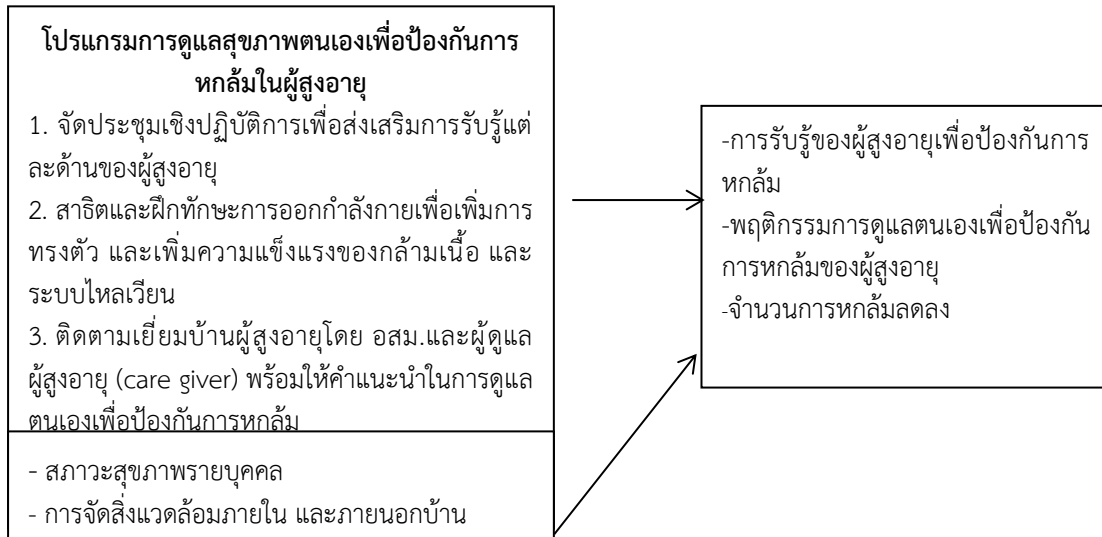 โปรแกรมการดูแลสุขภาพตนเองเพื่อป้องกันการ
หกล้มในผู้สูงอายุ
1. จัดประชุมเชิงปฏิบัติการเพื่อส่งเสริมการรับรู้แต่
ละด้านของผู้สูงอายุ
2. สาธิตและฝึกทักษะการออกกำลังกายเพื่อเพิ่มการ
ทรงตัว และเพิ่มความแข็งแรงของกล้ามเนื้อ และ
ระบบไหลเวียน
3. ติดตามเยี่ยมบ้านผู้สูงอายุโดย อสม.และผู้ดูแล
ผู้สูงอายุ (care giver) พร้อมให้คำแนะนำในการดูแล
ตนเองเพื่อป้องกันการหกล้ม
- สภาวะสุขภาพรายบุคคล
- การจัดสิ่งแวดล้อมภายใน และภายนอกบ้าน
-การรับรู้ของผู้สูงอายุเพื่อป้องกันการ
หกล้ม
-พฤติกรรมการดูแลตนเองเพื่อป้องกัน
การหกล้มของผู้สูงอายุ
-จำนวนการหกล้มลดลง